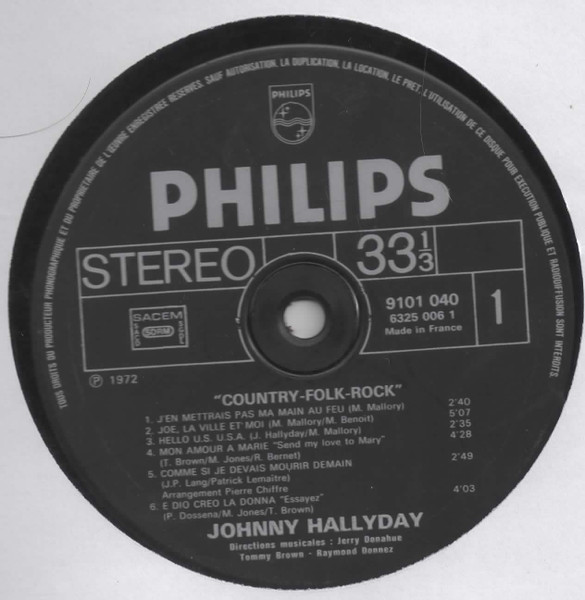 TOUS DROITS DU PRODUCTEUR PHONOGRAPHIQUE ET DU PROPRIETAIRE DE L'ŒUVRE ENREGISTREE RESERVES. SAUF AUTORISATION, LA DUPLICATION, LA LOCATION, LE PRET, L'UTILISATION DE CE DISQUE POUR EXECUTION PUBLIQUE ET RADIODIFFUSION SONT INTERDITS.
PHILIPS
PHILIPS
STEREO
33 1/3
SACEM
SDRM
9101 040
6325 006 1
Made in France
1
Ⓟ 1972
"COUNTRY-FOLK-ROCK"
1. J'EN METTRAIS PAS MA MAIN AU FEU (M. Mallory) 2'40
2. JOE, LA VILLE ET MOI (M. Mallory/M. Benoit) 5'07
3. HELLO U.S. U.S.A. (J. Hallyday/M. Mallory) 2'35
4. MON AMOUR A MARIE "Send my love to Mary" 4'28
(T. Brown/M. Jones/R. Bernet)
5. COMME SI JE DEVAIS MOURIR DEMAIN 2'49
(J.P. Lang/Patrick Lemaitre)
Arrangement Pierre Chiffre
6. E DIO CREO LA DONNA "Essayez" 4'03
(P. Dossena/M. Jones/T. Brown)
JOHNNY HALLYDAY
Directions musicales : Jerry Donahue
Tommy Brown - Raymond Donnez